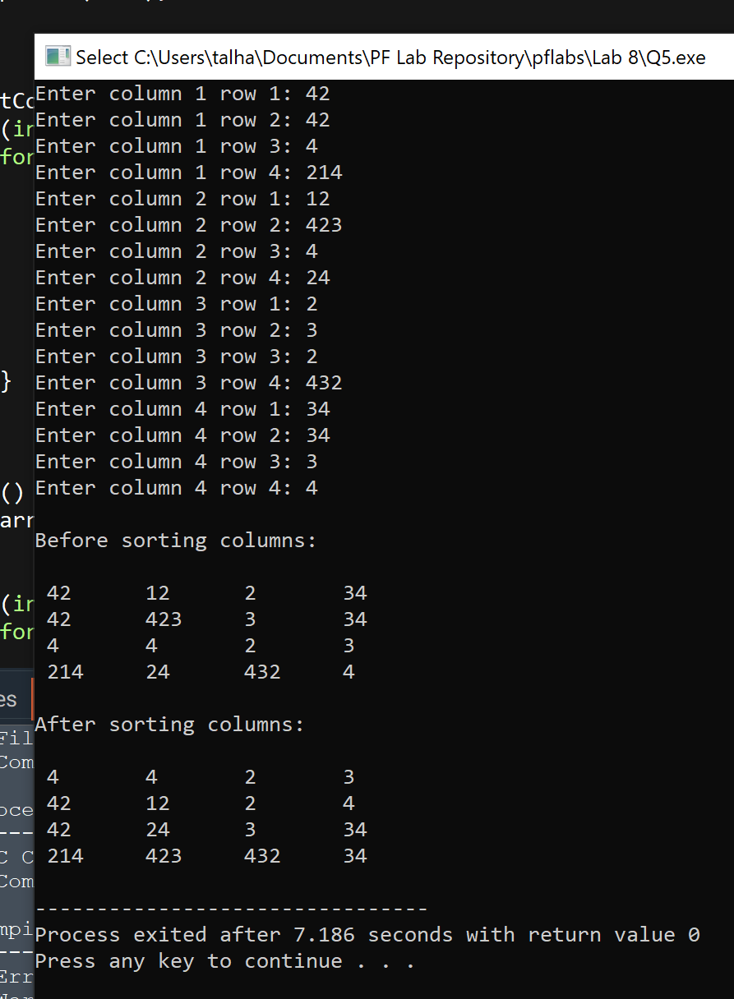 Select C:\Users\talha\Documents\PF Lab Repository\pflabs\Lab 8\Q5.exe
Enter column 1 row 1: 42
Enter column 1 row 2: 42
Enter column 1 row 3: 4
Enter column 1 row 4: 214
Enter column 2 row 1: 12
Enter column 2 row 2: 423
Enter column 2 row 3: 4
Enter column 2 row 4: 24
Enter column 3 row 1: 2
Enter column 3 row 2: 3
Enter column 3 row 3: 2
Enter column 3 row 4: 432
Enter column 4 row 1: 34
Enter column 4 row 2: 34
Enter column 4 row 3: 3
Enter column 4 row 4: 4
Before sorting columns:
42 12 2 34
42 423 3 34
4 4 2 3
214 24 432 4
After sorting columns:
4 4 2 3
42 12 2 4
42 24 3 34
214 423 432 34
--------------------------------
Process exited after 7.186 seconds with return value 0
Press any key to continue . . .